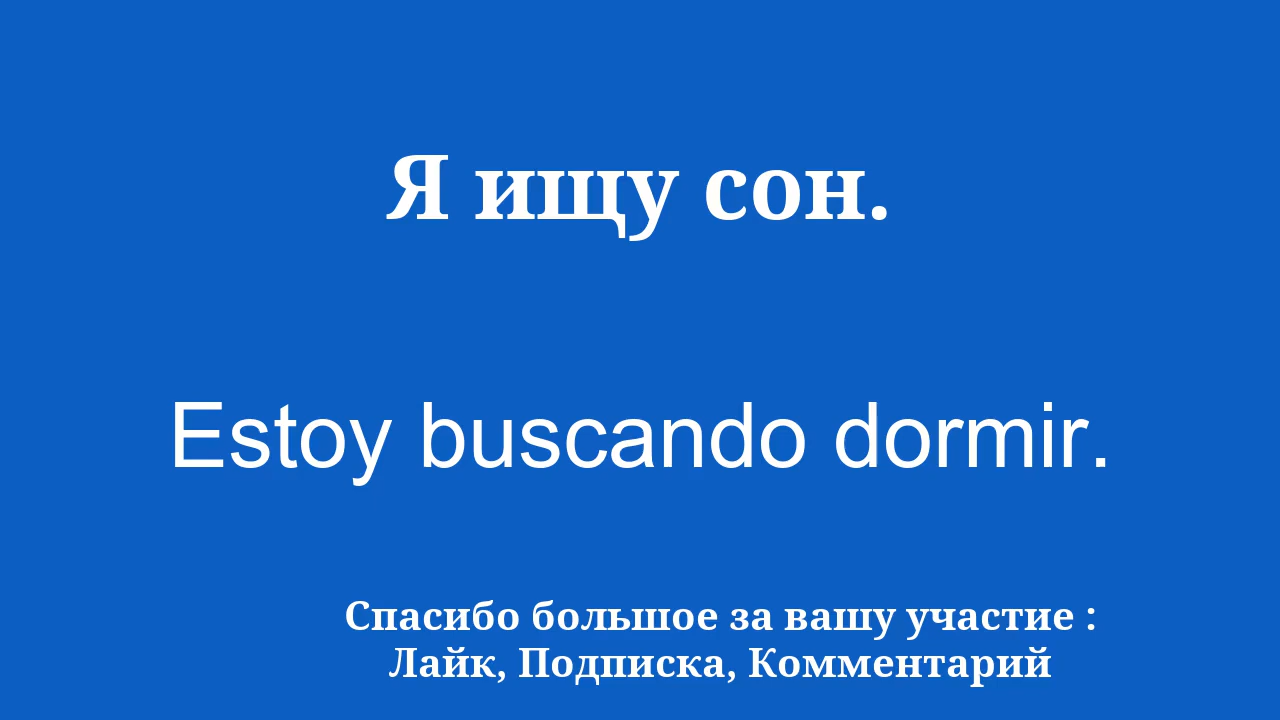 Я ищу сон.
Estoy buscando dormir.
Спасибо большое за вашу участие :
Лайк, Подписка, Комментарий